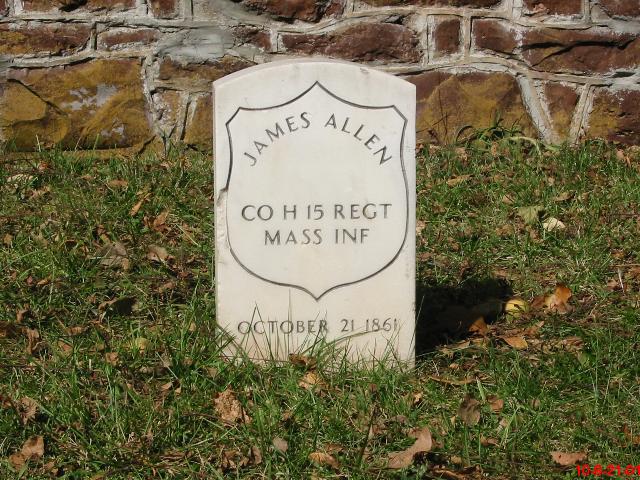 JAMES ALLEN
CO H 15 REGT
MASS INF
OCTOBER 21 1861